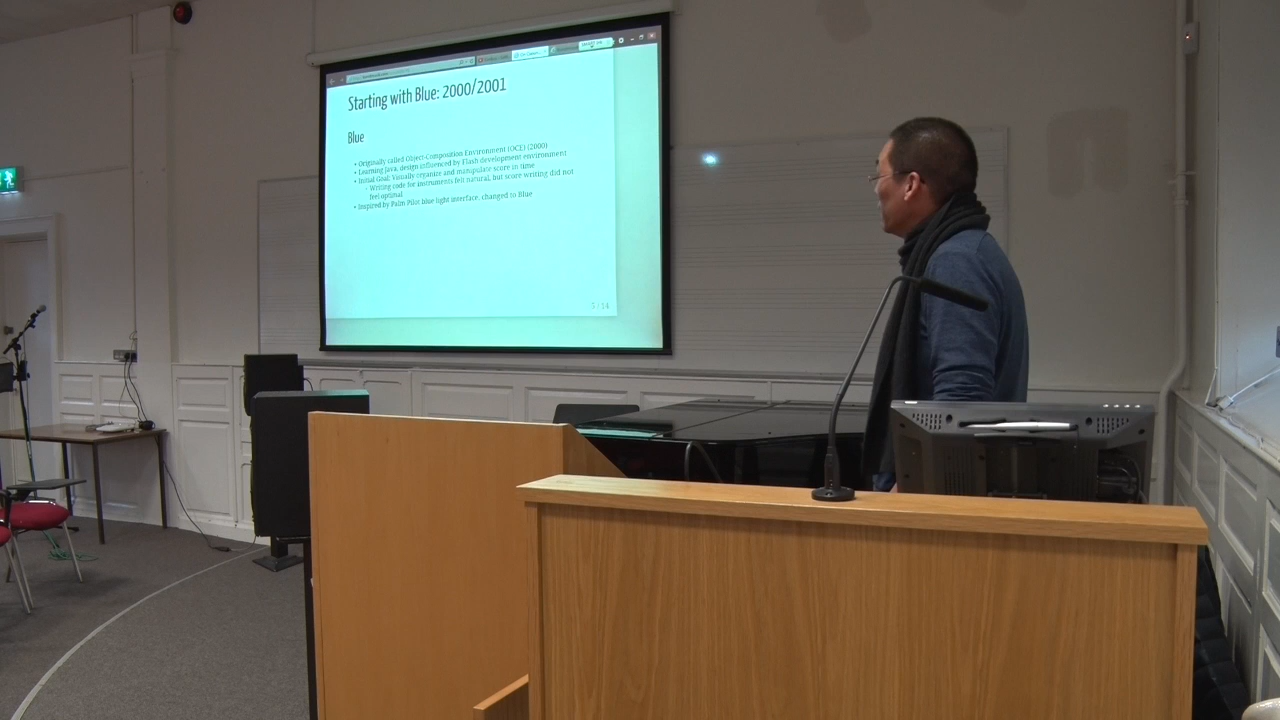 Starting with Blue: 2000/2001
Blue
• Originally called Object-Composition Environment (OCE) (2000)
• Learning Java, design influenced by Flash development environment
• Initial Goal: Visually organize and manipulate score in time
◦ Writing code for instruments felt natural, but score writing did not
feel optimal
• Inspired by Palm Pilot blue light interface, changed to Blue
5 / 14